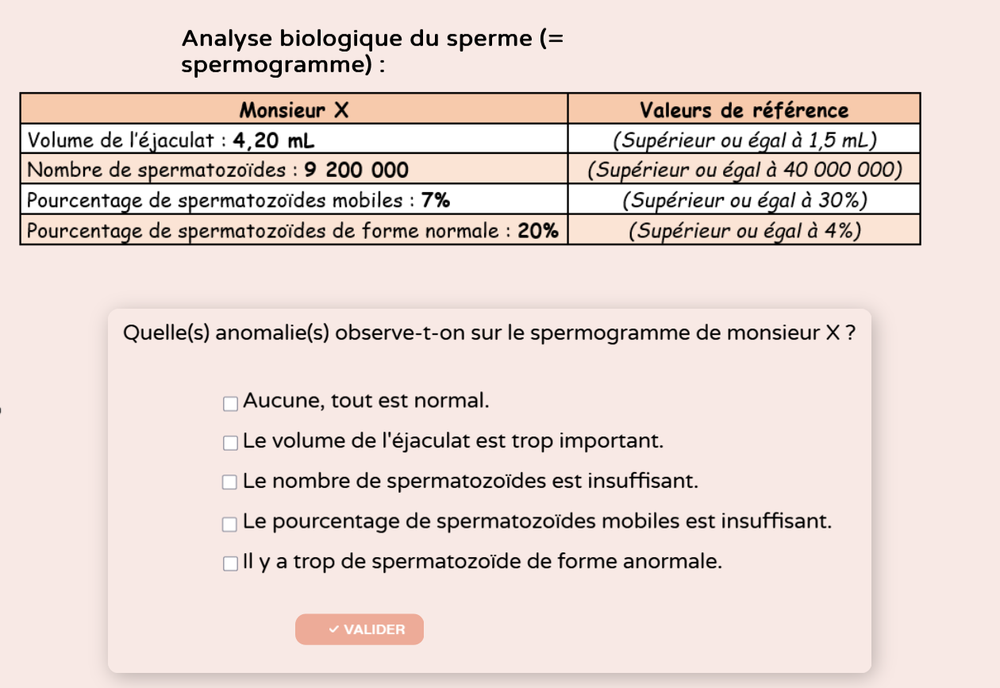 Analyse biologique du sperme (=
spermogramme) :
Monsieur X Valeurs de référence
Volume de l'éjaculat : 4,20 mL (Supérieur ou égal à 1,5 mL)
Nombre de spermatozoïdes : 9 200 000 (Supérieur ou égal à 40 000 000)
Pourcentage de spermatozoïdes mobiles : 7% (Supérieur ou égal à 30%)
Pourcentage de spermatozoïdes de forme normale : 20% (Supérieur ou égal à 4%)
Quelle(s) anomalie(s) observe-t-on sur le spermogramme de monsieur X ?
Aucune, tout est normal.
Le volume de l'éjaculat est trop important.
Le nombre de spermatozoïdes est insuffisant.
Le pourcentage de spermatozoïdes mobiles est insuffisant.
Il y a trop de spermatozoïde de forme anormale.
✓ VALIDER